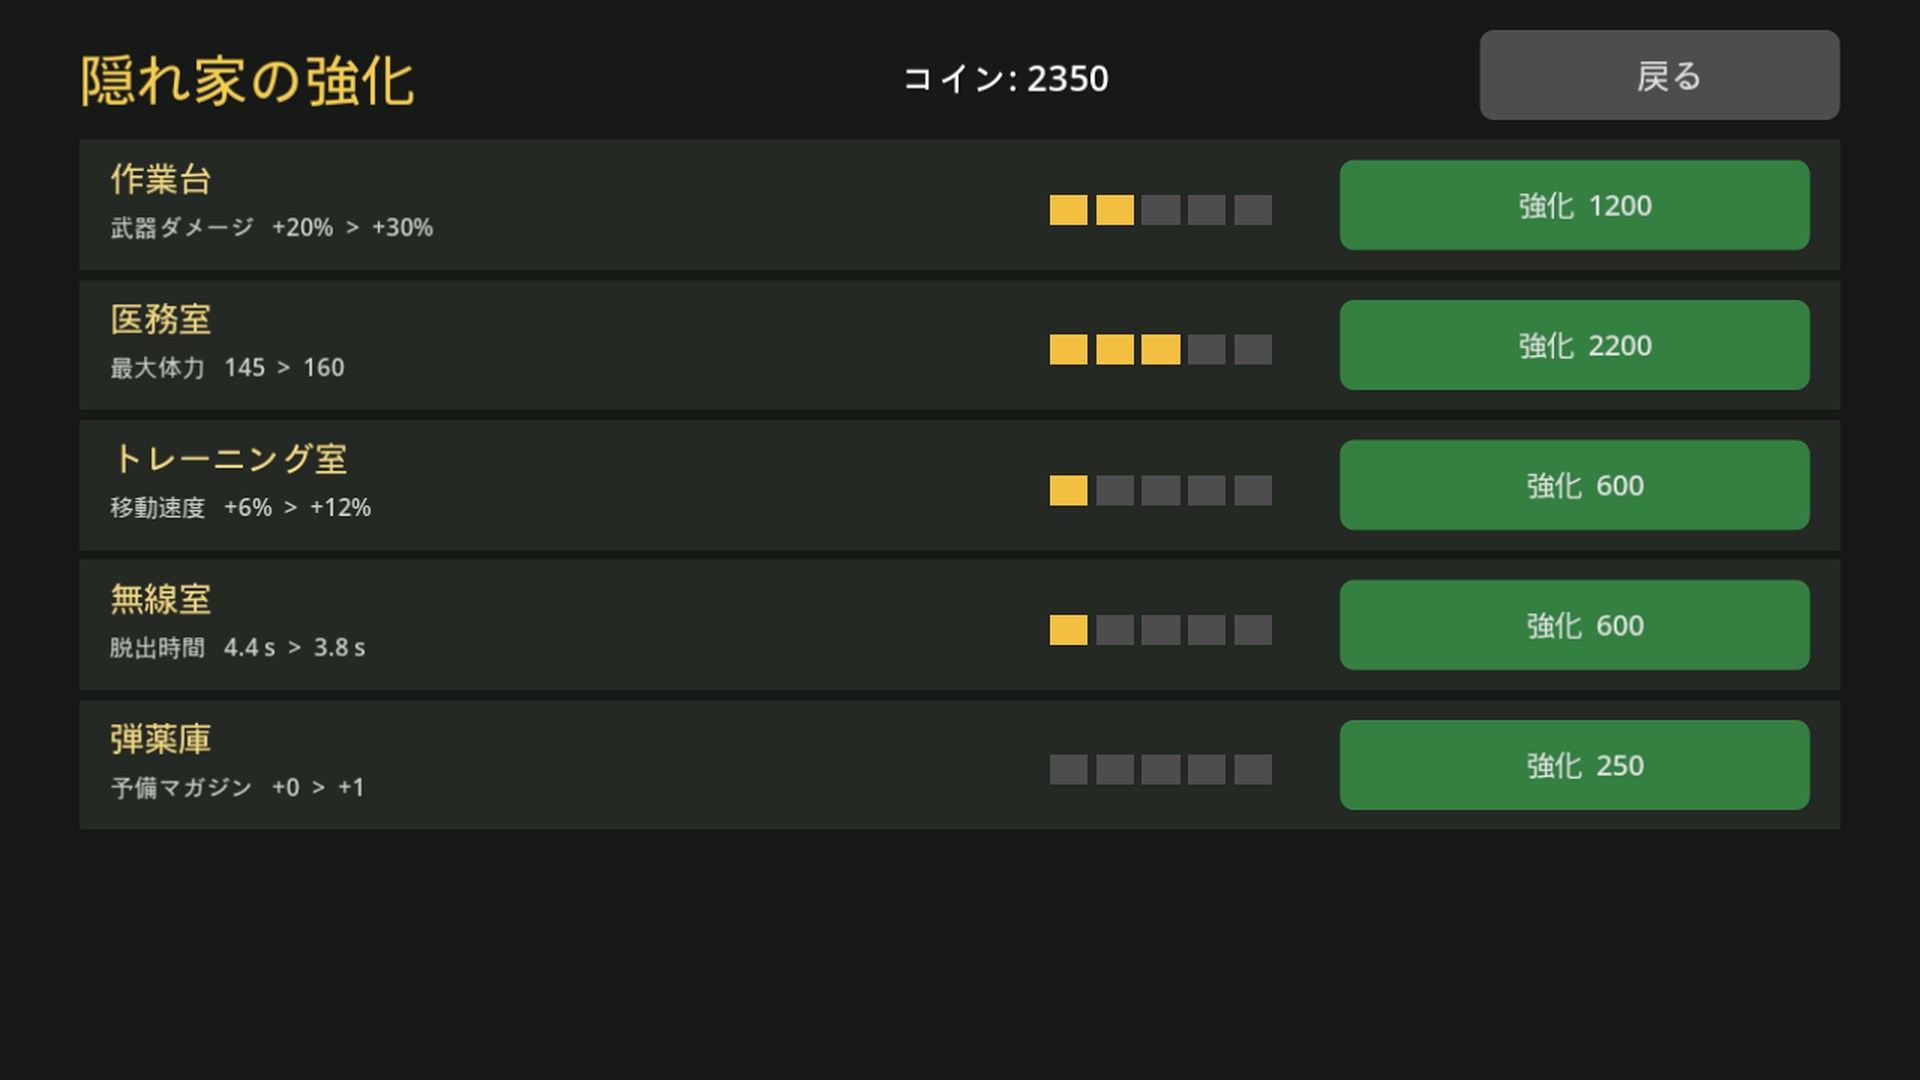 隠れ家の強化
コイン: 2350
戻る
作業台
武器ダメージ +20% > +30%
強化 1200
医務室
最大体力 145 > 160
強化 2200
トレーニング室
移動速度 +6% > +12%
強化 600
無線室
脱出時間 4.4 s > 3.8 s
強化 600
弾薬庫
予備マガジン +0 > +1
強化 250